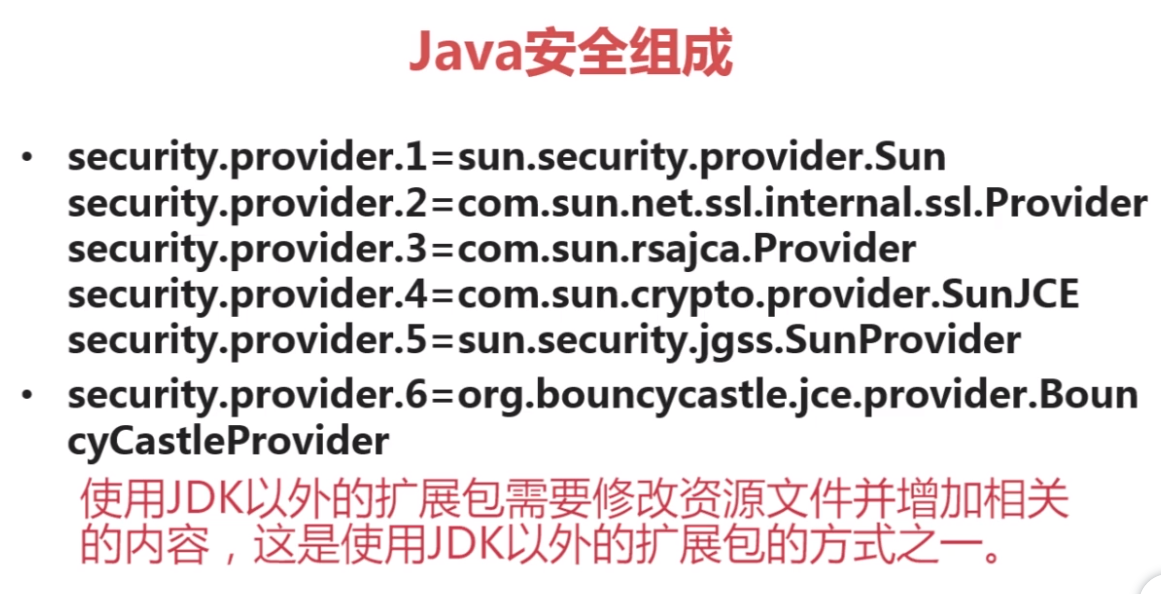 Java安全组成
• security.provider.1=sun.security.provider.Sun
security.provider.2=com.sun.net.ssl.internal.ssl.Provider
security.provider.3=com.sun.rsajca.Provider
security.provider.4=com.sun.crypto.provider.SunJCE
security.provider.5=sun.security.jgss.SunProvider
• security.provider.6=org.bouncycastle.jce.provider.Boun
cyCastleProvider
使用JDK以外的扩展包需要修改资源文件并增加相关
的内容，这是使用JDK以外的扩展包的方式之一。